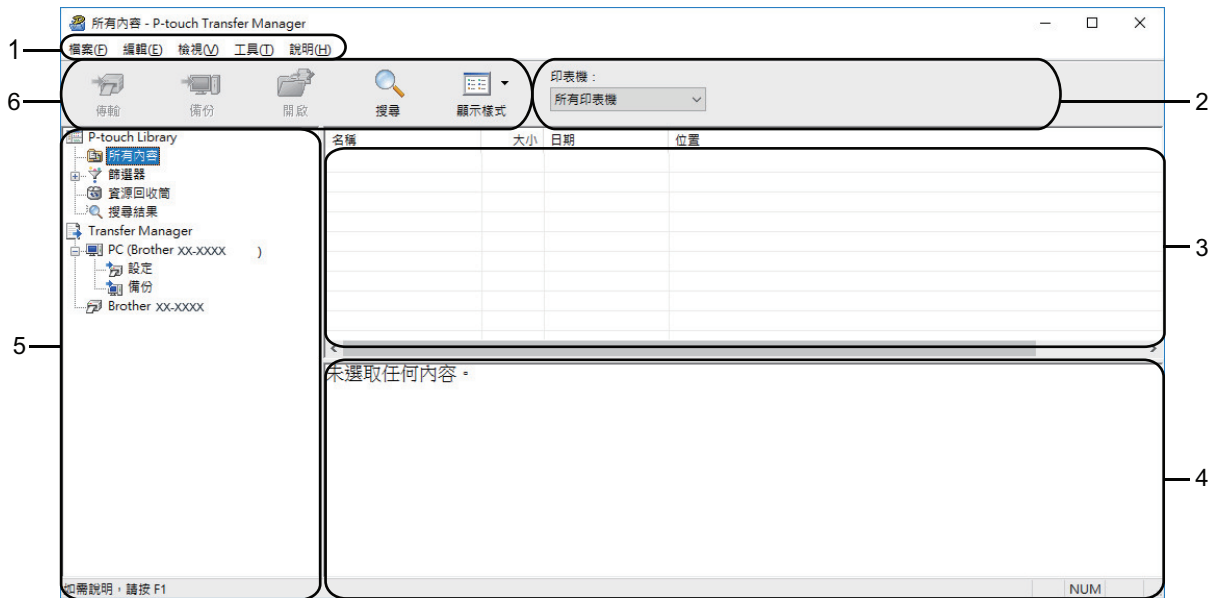 所有內容 - P-touch Transfer Manager
1
檔案(F) 編輯(E) 檢視(V) 工具(T) 說明(H)
6
傳輸 備份 開啟 搜尋 顯示樣式
印表機：
所有印表機
2
P-touch Library
所有內容
篩選器
資源回收筒
搜尋結果
Transfer Manager
PC (Brother XX-XXXX )
設定
備份
Brother XX-XXXX
5
名稱 大小 日期 位置
3
未選取任何內容。
4
如需說明，請按 F1
NUM